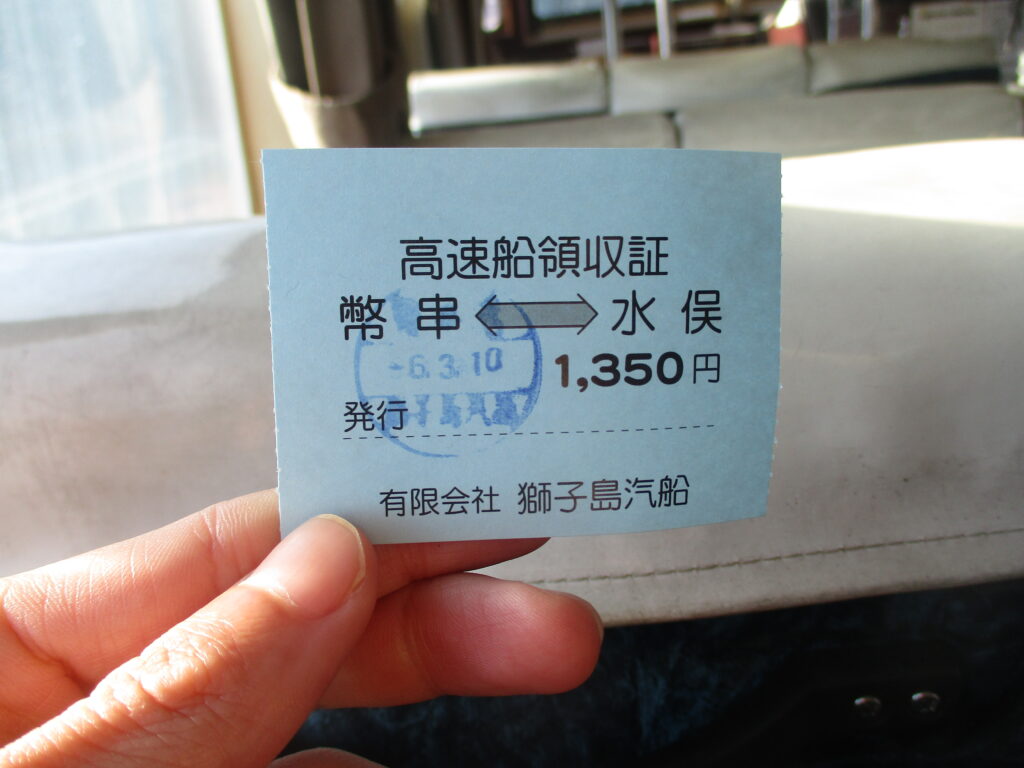 高速船領収証
幣串 ⟺ 水俣
1,350円
-6.3.10
発行
有限会社 獅子島汽船